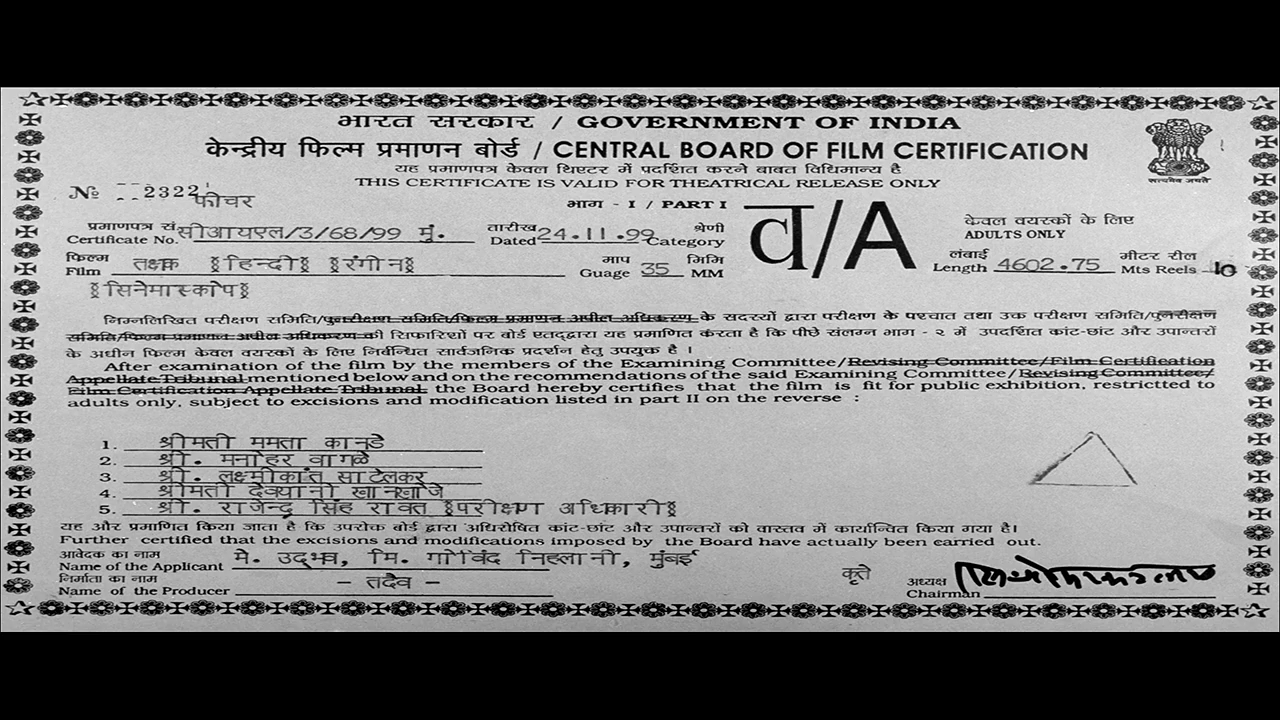 भारत सरकार / GOVERNMENT OF INDIA
केन्द्रीय फिल्म प्रमाणन बोर्ड / CENTRAL BOARD OF FILM CERTIFICATION
यह प्रमाणपत्र केवल थिएटर में प्रदर्शित करने बाबत विधिमान्य है
THIS CERTIFICATE IS VALID FOR THEATRICAL RELEASE ONLY
सत्यमेव जयते
№ 2322 फीचर
भाग - I / PART I
व/A
केवल वयस्कों के लिए
ADULTS ONLY
प्रमाणपत्र सं सीआयएल/3/68/99 मुं. तारीख श्रेणी
Certificate No. Dated 24.11.99 Category
फिल्म तक्षक (हिन्दी) (रंगीन) माप मिमि लंबाई मीटर रील
Film Guage 35 MM Length 4602.75 Mts Reels 10
(सिनेमास्कोप)
निम्नलिखित परीक्षण समिति/पुनरीक्षण समिति/फिल्म प्रमाणन अपील अधिकरण के सदस्यों द्वारा परीक्षण के पश्चात तथा उक्त परीक्षण समिति/पुनरीक्षण
समिति/फिल्म प्रमाणन अपील अधिकरण की सिफारिशों पर बोर्ड एतद्द्वारा यह प्रमाणित करता है कि पीछे संलग्न भाग - २ में उपदर्शित कांट-छांट और उपान्तरों
के अधीन फिल्म केवल वयस्कों के लिए निर्बन्धित सार्वजनिक प्रदर्शन हेतु उपयुक्त है ।
After examination of the film by the members of the Examining Committee/Revising Committee/Film Certification
Appellate Tribunal mentioned below and on the recommendations of the said Examining Committee/Revising Committee/
Film Certification Appellate Tribunal the Board hereby certifies that the film is fit for public exhibition, restrictted to
adults only, subject to excisions and modification listed in part II on the reverse :
1. श्रीमती ममता कानडे
2. श्री. मनोहर वागळे
3. श्री. लक्ष्मीकांत साटेलकर
4. श्रीमती देवयानी खानखोजे
5. श्री. राजेन्द्र सिंह रावत (परीक्षण अधिकारी)
यह और प्रमाणित किया जाता है कि उपरोक्त बोर्ड द्वारा अधिरोषित कांट-छांट और उपान्तरों को वास्तव में कार्यान्वित किया गया है।
Further certified that the excisions and modifications imposed by the Board have actually been carried out.
आवेदक का नाम मे. उद्भव, मि. गोविंद निहलानी, मुंबई
Name of the Applicant
निर्माता का नाम - तदैव -
Name of the Producer
कृते अध्यक्ष
Chairman